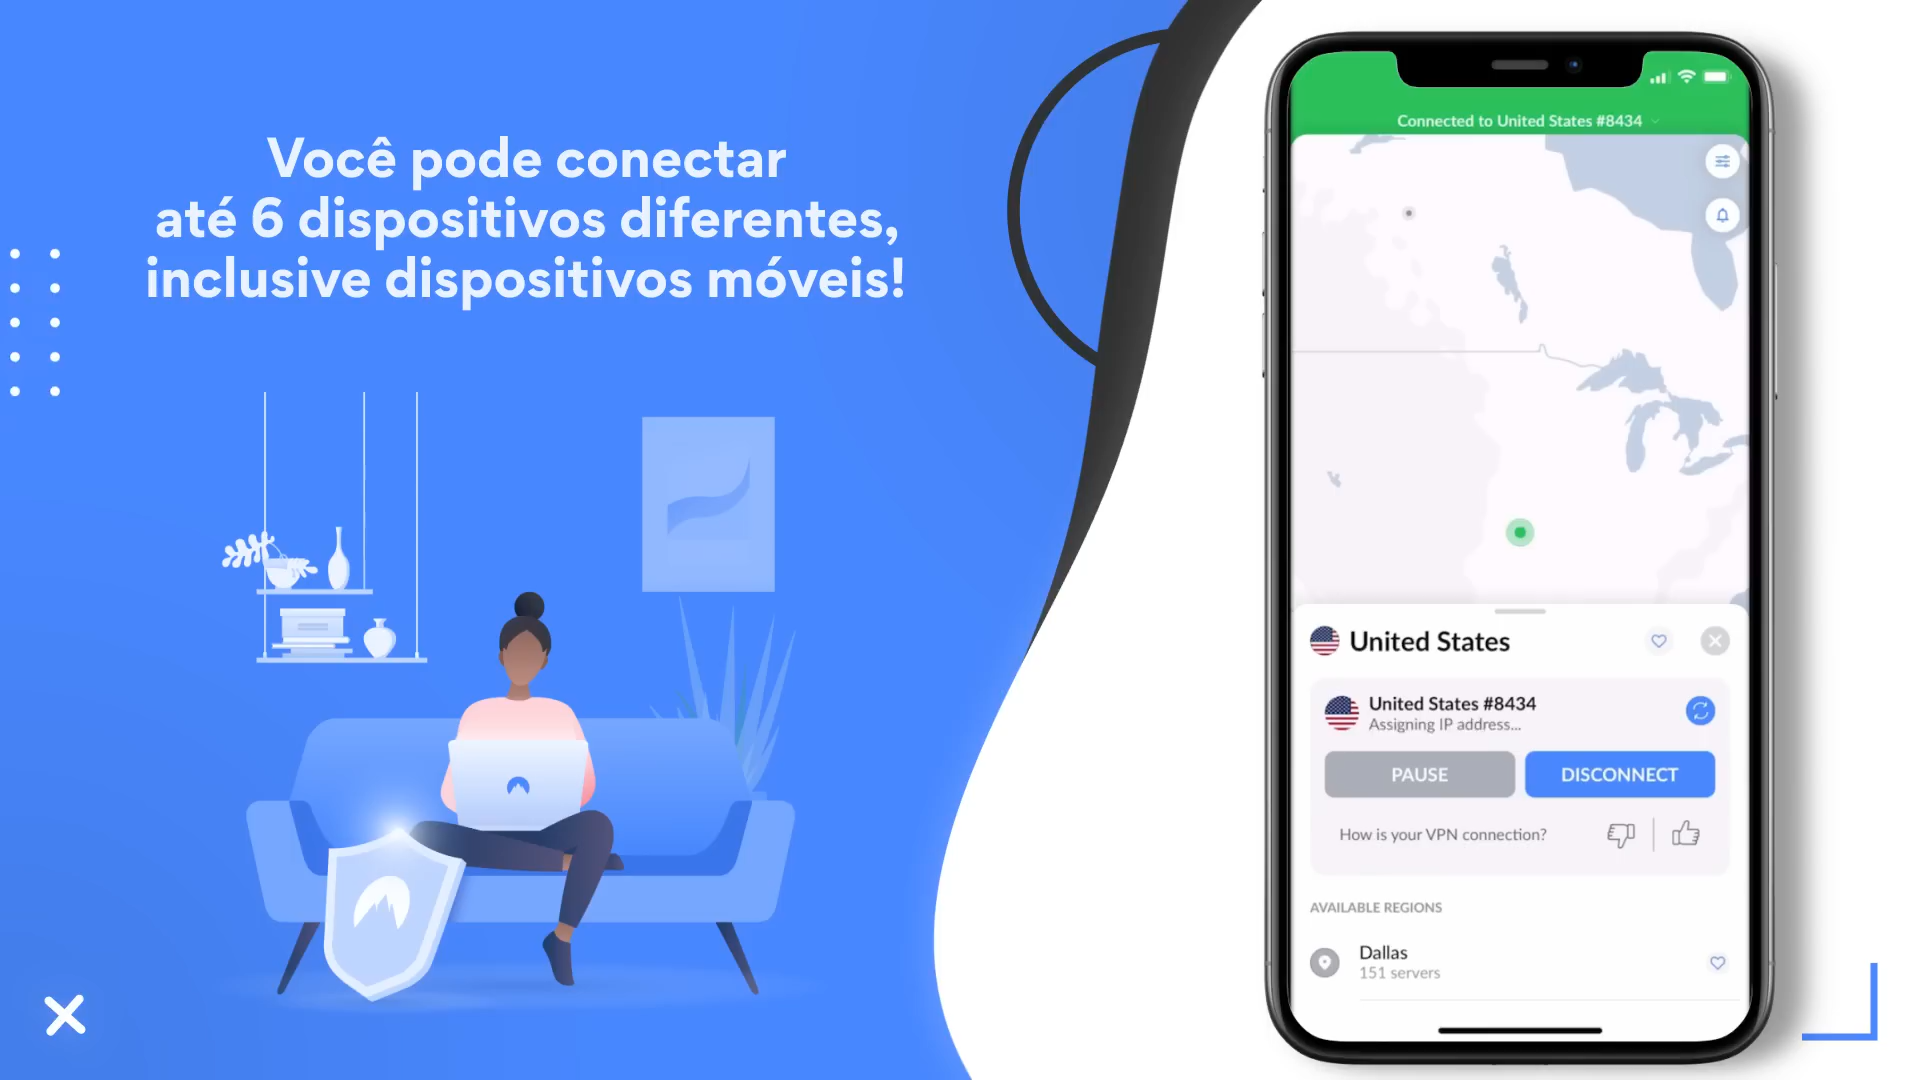 Você pode conectar
até 6 dispositivos diferentes,
inclusive dispositivos móveis!
Connected to United States #8434
United States
United States #8434
Assigning IP address...
PAUSE
DISCONNECT
How is your VPN connection?
AVAILABLE REGIONS
Dallas
151 servers